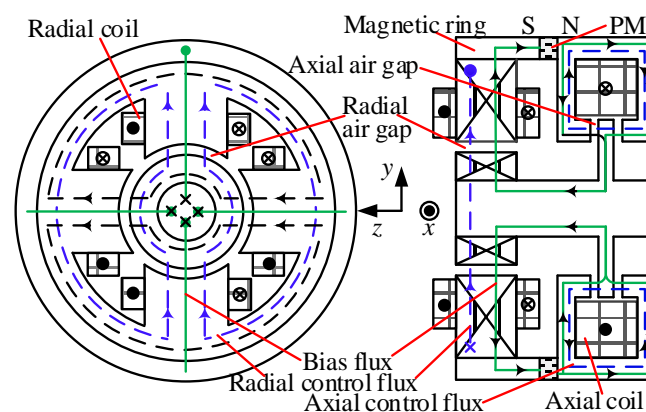 Magnetic ring
S N PM
Radial coil
Axial air gap
Radial
air gap
y
z
x
Bias flux
Radial control flux
Axial control flux
Axial coil